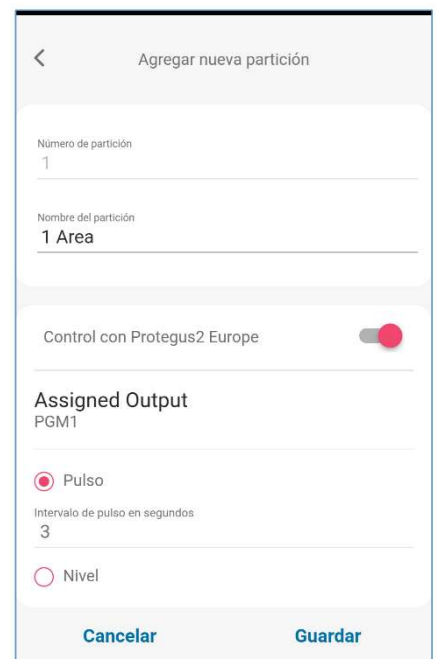 Agregar nueva partición
Número de partición
1
Nombre del partición
1 Area
Control con Protegus2 Europe
Assigned Output
PGM1
Pulso
Intervalo de pulso en segundos
3
Nivel
Cancelar Guardar